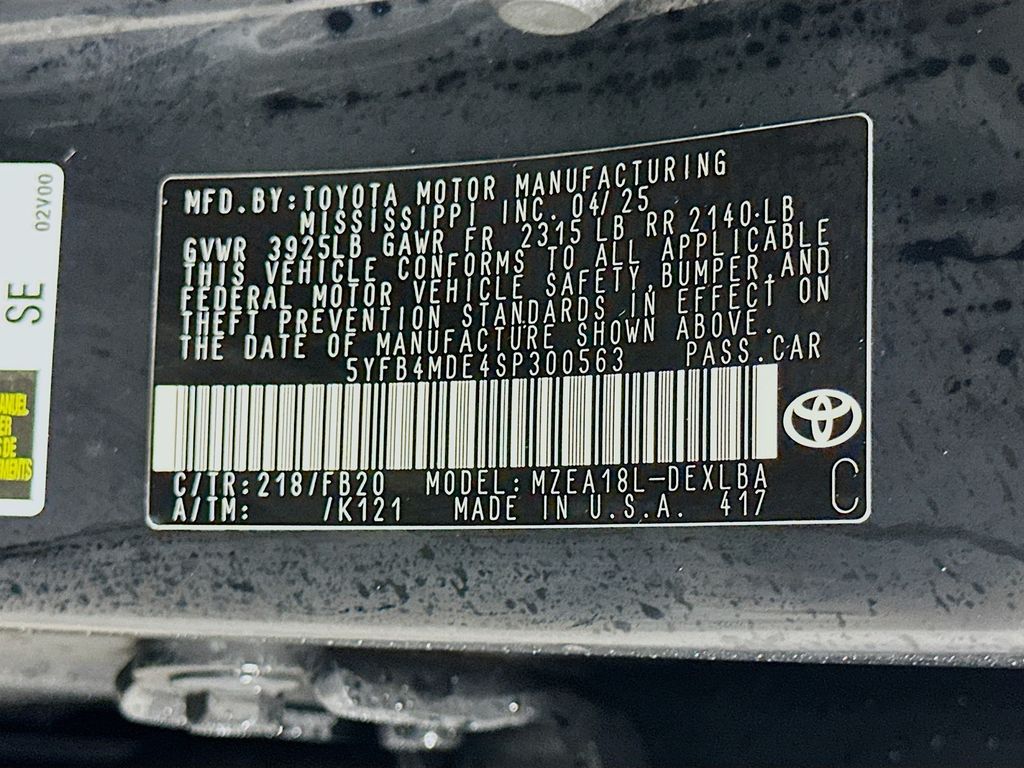 MFD.BY:TOYOTA MOTOR MANUFACTURING
MISSISSIPPI INC. 04/25
GVWR 3925LB GAWR FR 2315 LB RR 2140 LB
THIS VEHICLE CONFORMS TO ALL APPLICABLE
FEDERAL MOTOR VEHICLE SAFETY,BUMPER,AND
THEFT PREVENTION STANDARDS IN EFFECT ON
THE DATE OF MANUFACTURE SHOWN ABOVE.
5YFB4MDE4SP300563 PASS.CAR
C/TR:218/FB20 MODEL:MZEA18L-DEXLBA
A/TM: /K121 MADE IN U.S.A. 417
C
02V00
SE